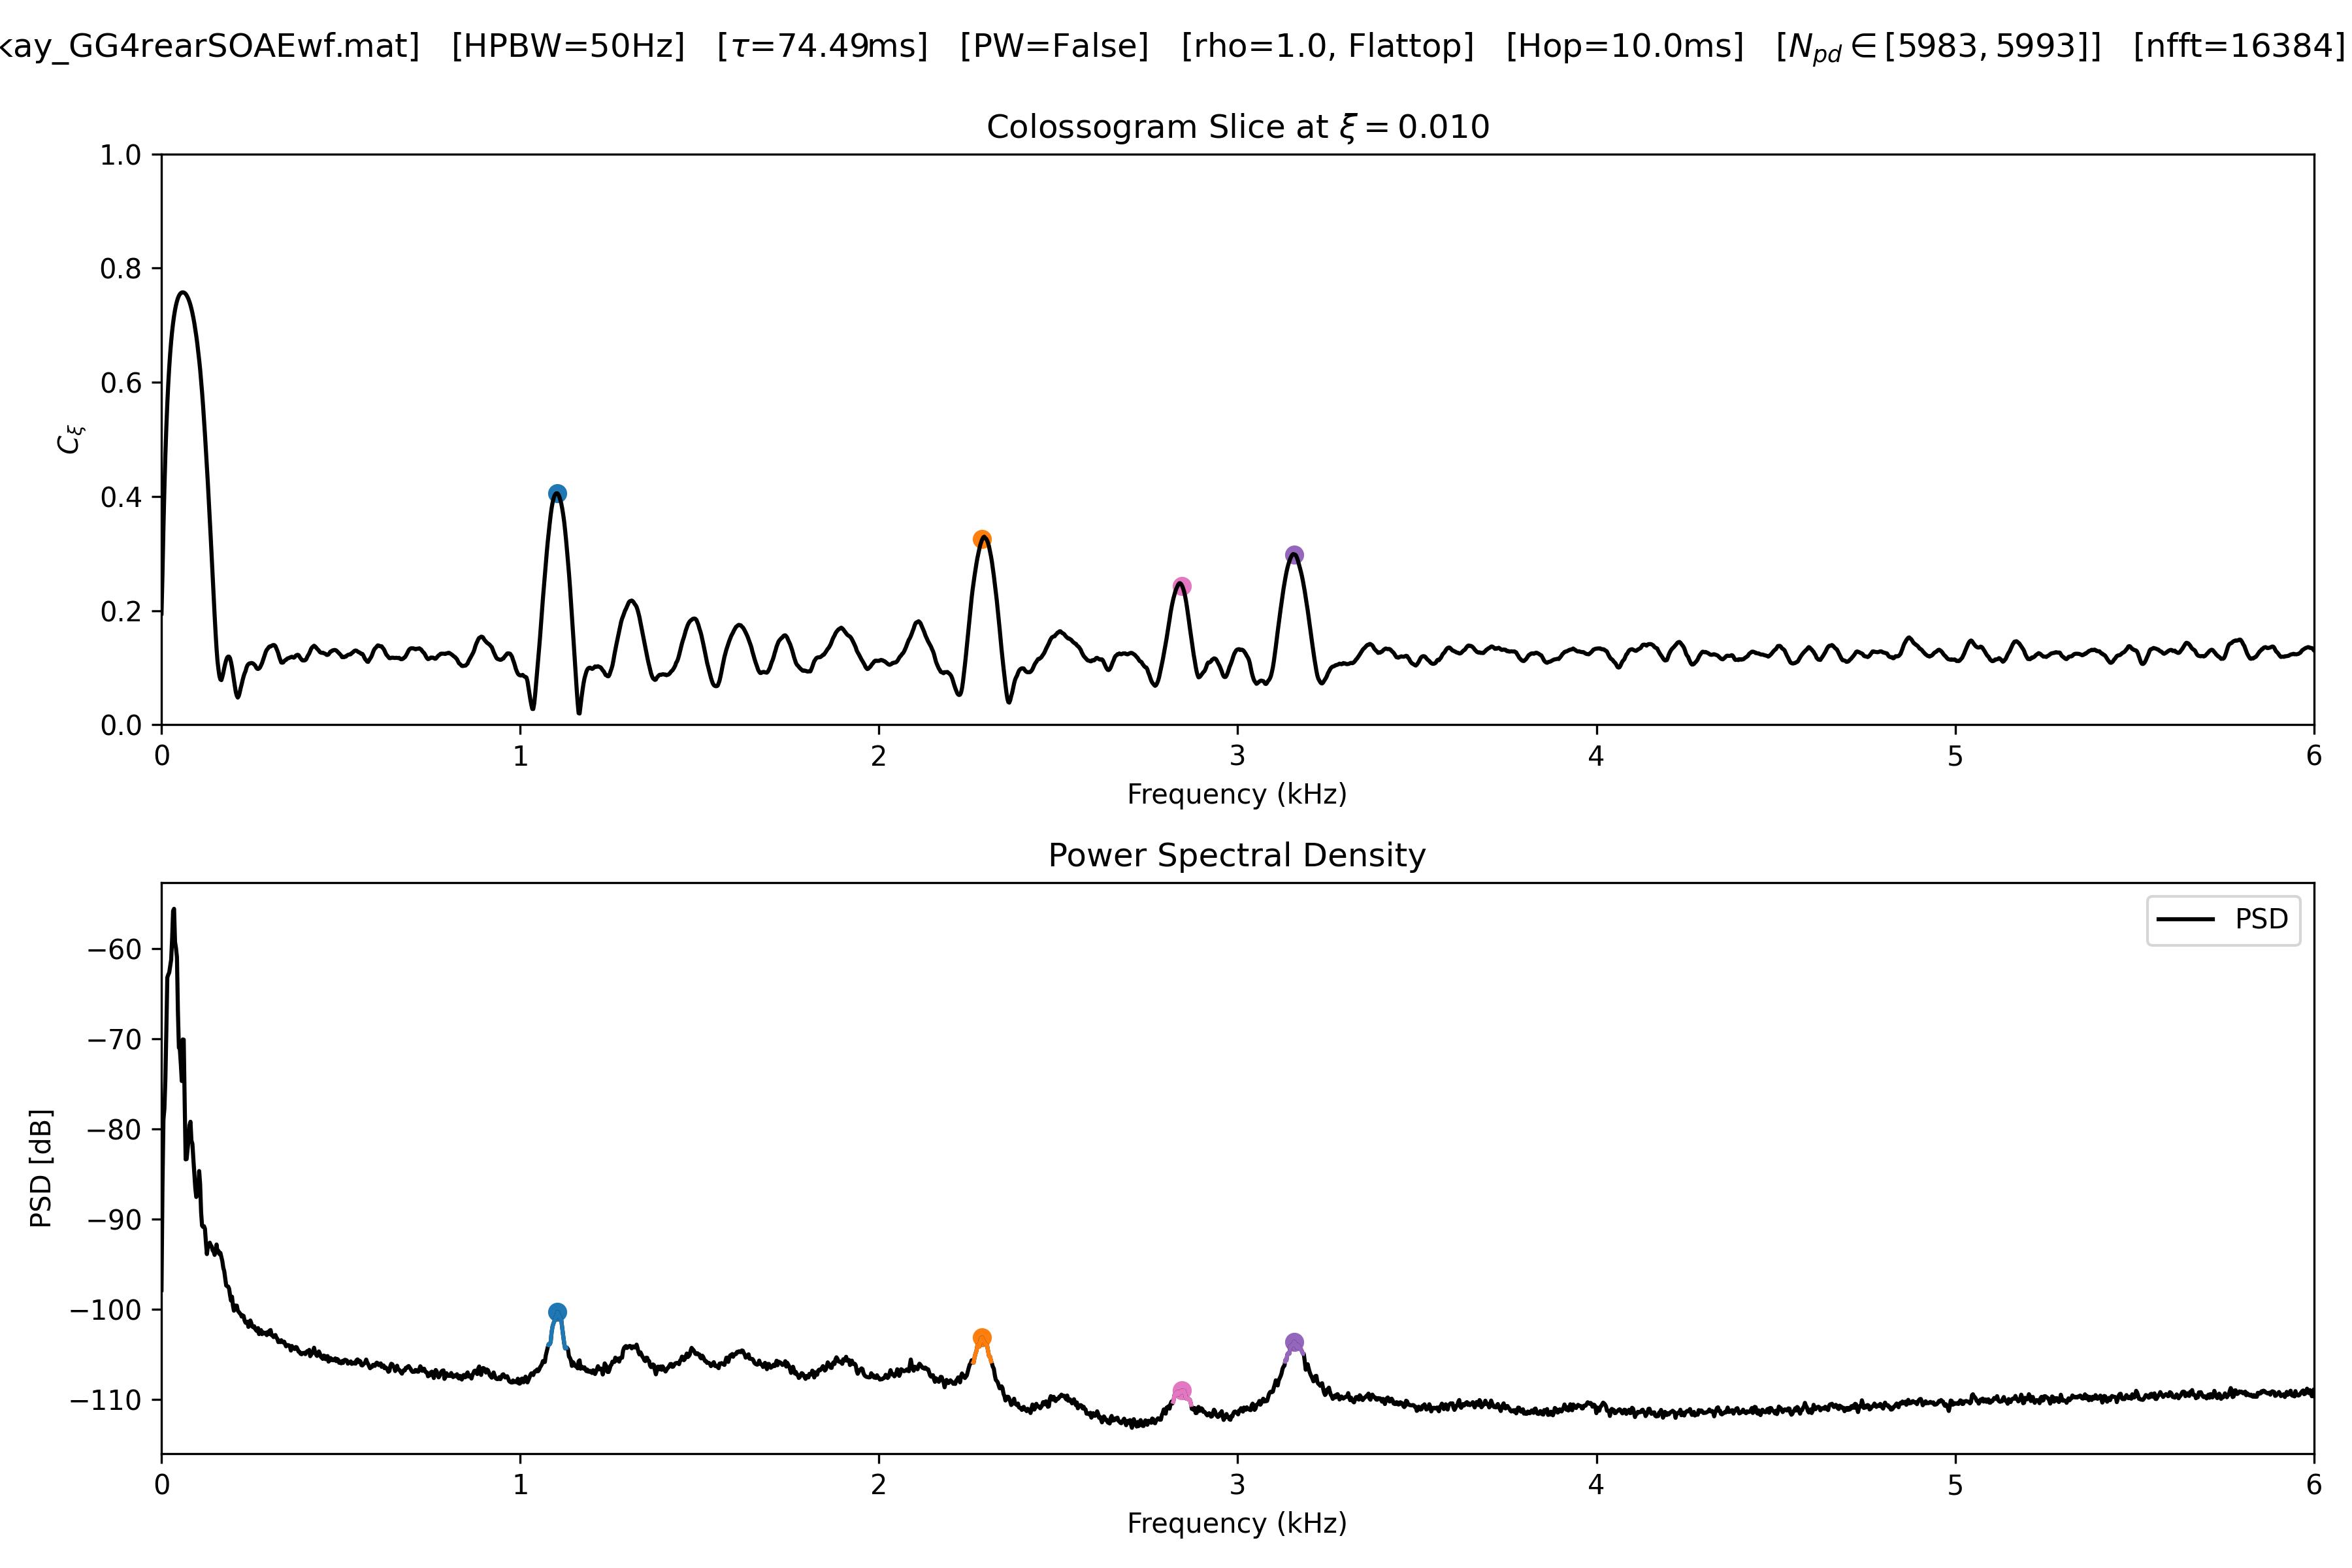 kay_GG4rearSOAEwf.mat] [HPBW=50Hz] [τ=74.49ms] [PW=False] [rho=1.0, Flattop] [Hop=10.0ms] [N_pd ∈ [5983, 5993]] [nfft=16384]
Colossogram Slice at ξ = 0.010
1.0
0.8
0.6
0.4
0.2
0.0
C_ξ
0 1 2 3 4 5 6
Frequency (kHz)
Power Spectral Density
PSD
−60
−70
−80
−90
−100
−110
PSD [dB]
0 1 2 3 4 5 6
Frequency (kHz)